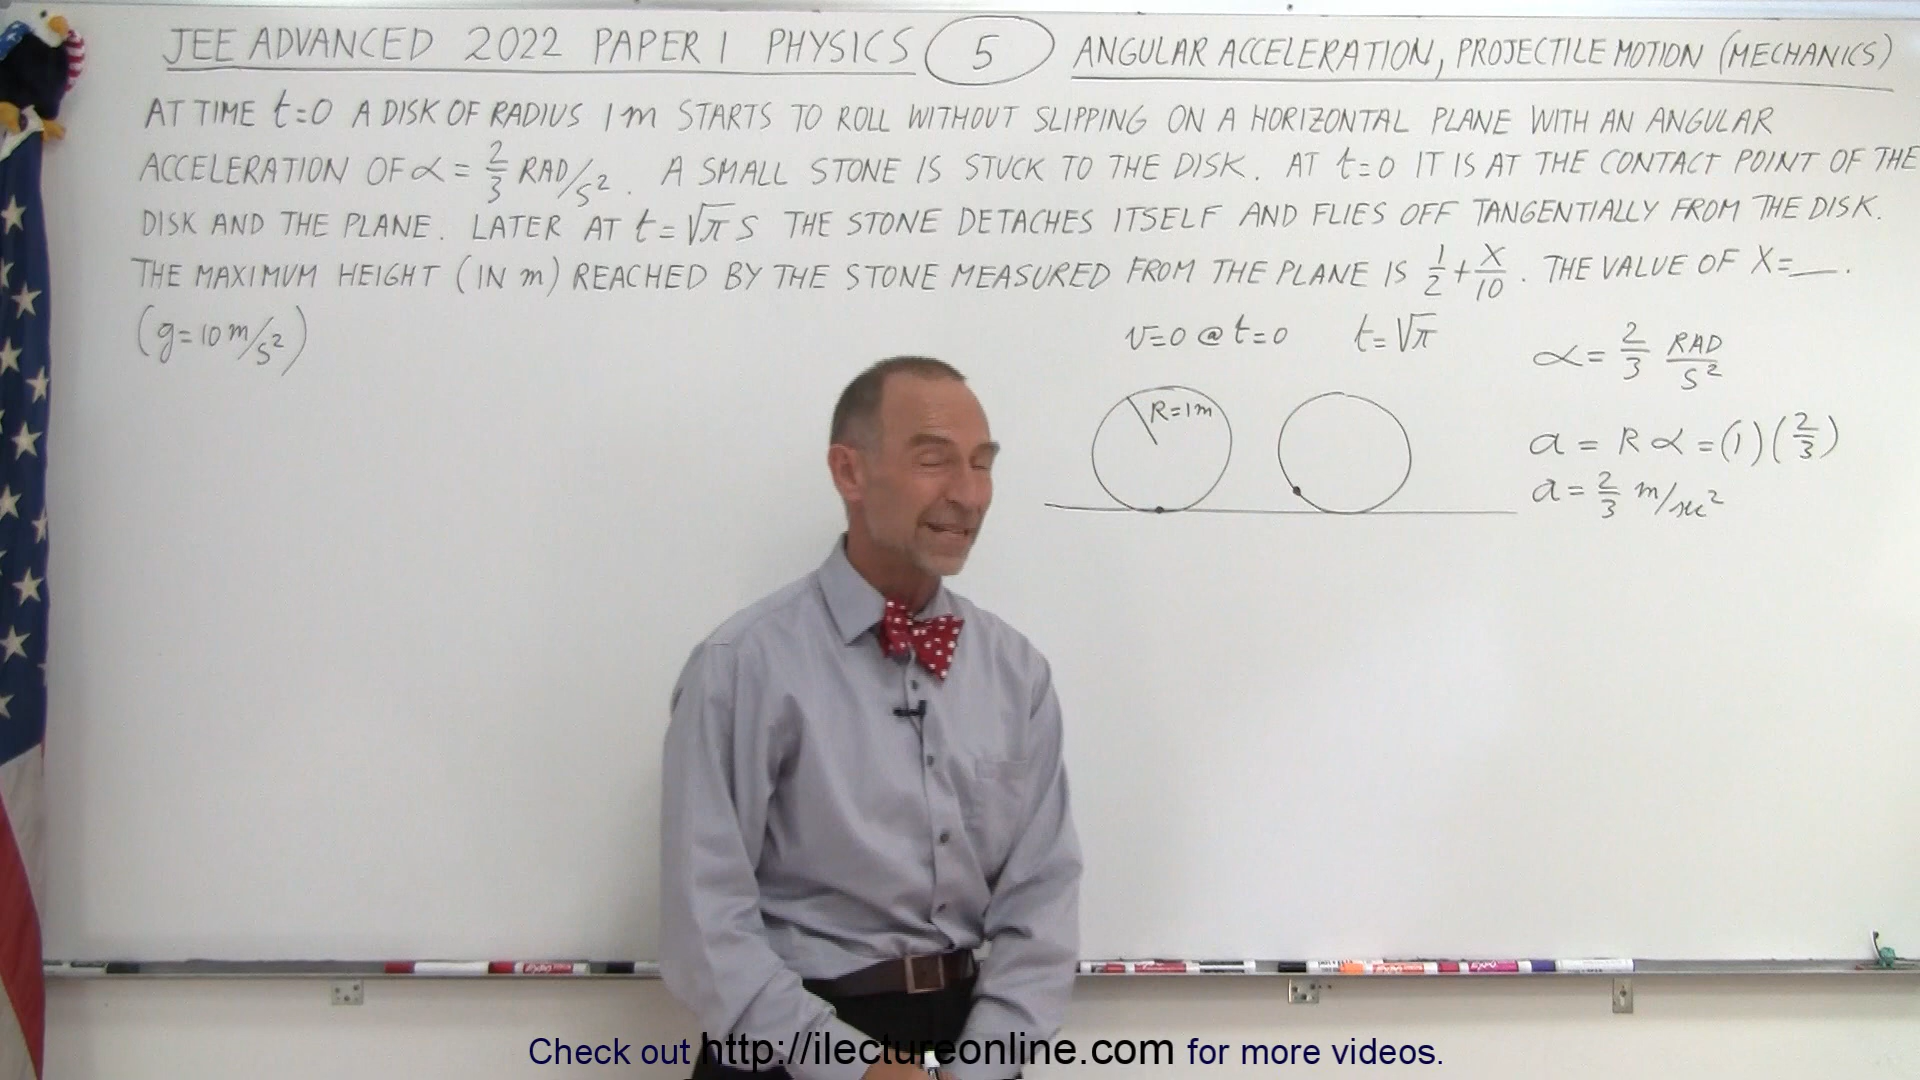 JEE ADVANCED 2022 PAPER 1 PHYSICS 5 ANGULAR ACCELERATION, PROJECTILE MOTION (MECHANICS)
AT TIME t=0 A DISK OF RADIUS 1m STARTS TO ROLL WITHOUT SLIPPING ON A HORIZONTAL PLANE WITH AN ANGULAR
ACCELERATION OF α = 2/3 RAD/S². A SMALL STONE IS STUCK TO THE DISK. AT t=0 IT IS AT THE CONTACT POINT OF THE
DISK AND THE PLANE. LATER AT t=√π S THE STONE DETACHES ITSELF AND FLIES OFF TANGENTIALLY FROM THE DISK.
THE MAXIMUM HEIGHT (IN m) REACHED BY THE STONE MEASURED FROM THE PLANE IS 1/2 + X/10. THE VALUE OF X=__.
(g=10 m/s²)
v=0 @ t=0 t=√π
α = 2/3 RAD/S²
R=1m
a = R α = (1)(2/3)
a = 2/3 m/sec²
Check out http://ilectureonline.com for more videos.